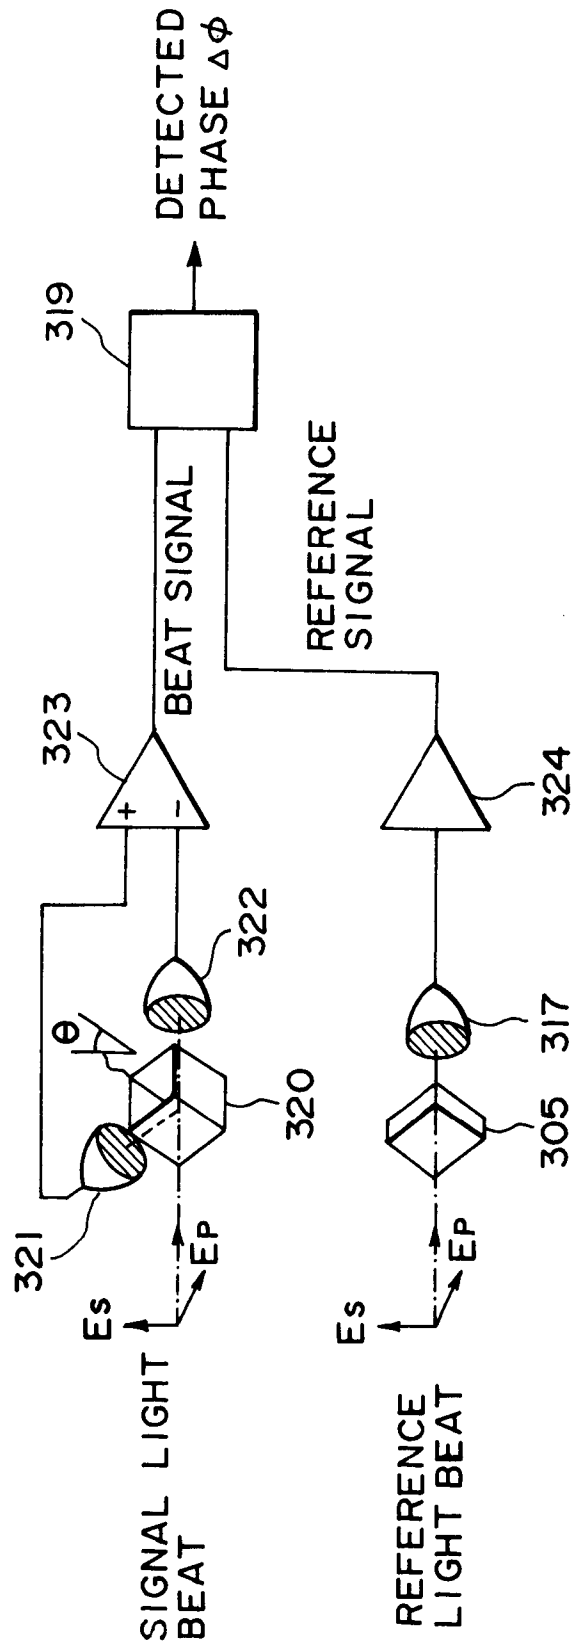 DETECTED
PHASE Δϕ
319
BEAT SIGNAL
REFERENCE
SIGNAL
323
+
−
324
322
θ
320
321
317
305
Es
EP
Es
EP
SIGNAL LIGHT
BEAT
REFERENCE
LIGHT BEAT